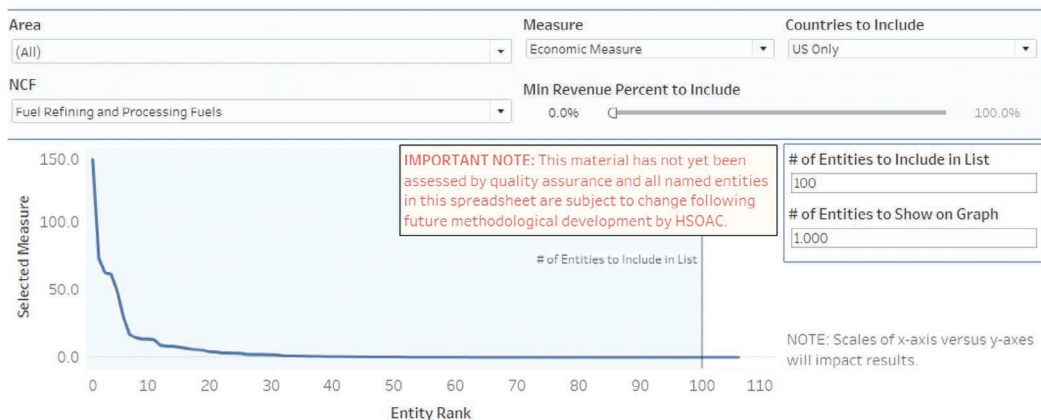 Area
(All)
Measure
Economic Measure
Countries to Include
US Only
NCF
Fuel Refining and Processing Fuels
Min Revenue Percent to Include
0.0%
100.0%
IMPORTANT NOTE: This material has not yet been
assessed by quality assurance and all named entities
in this spreadsheet are subject to change following
future methodological development by HSOAC.
# of Entities to Include in List
100
# of Entities to Show on Graph
1.000
NOTE: Scales of x-axis versus y-axes
will impact results.
Selected Measure
150.0
100.0
50.0
0.0
# of Entities to Include in List
0 10 20 30 40 50 60 70 80 90 100 110
Entity Rank